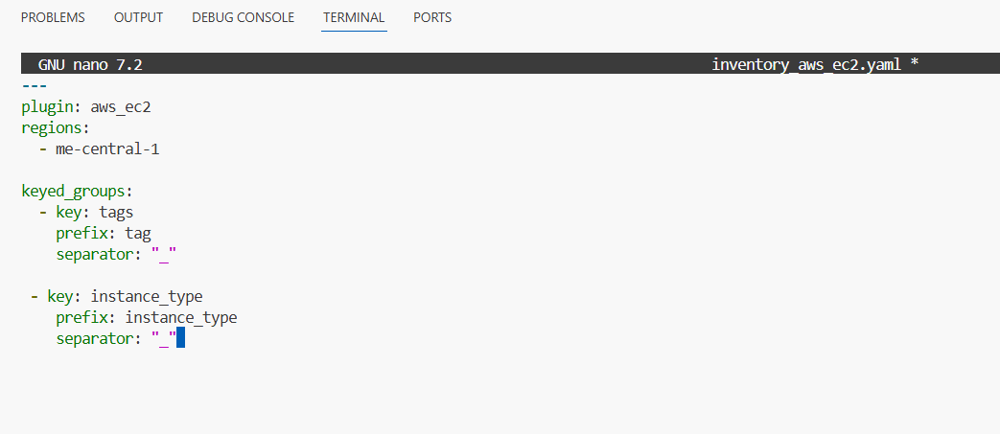 PROBLEMS OUTPUT DEBUG CONSOLE TERMINAL PORTS
GNU nano 7.2 inventory_aws_ec2.yaml *
---
plugin: aws_ec2
regions:
  - me-central-1

keyed_groups:
  - key: tags
    prefix: tag
    separator: "_"

 - key: instance_type
    prefix: instance_type
    separator: "_"